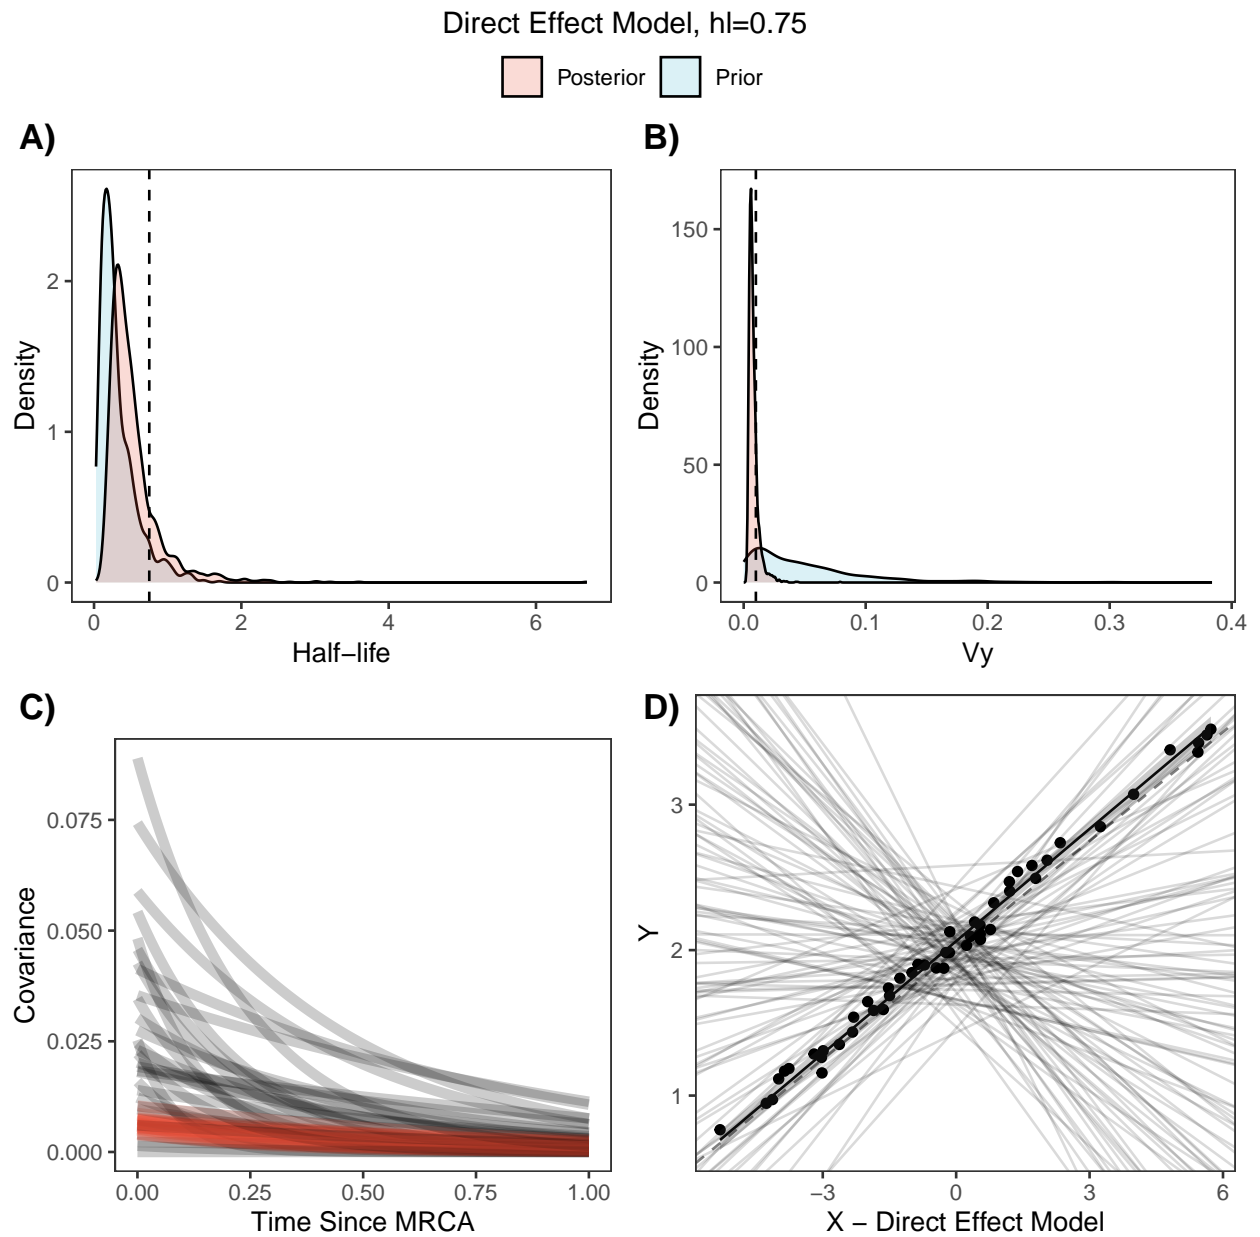 Direct Effect Model, hl=0.75
Posterior Prior
A)
Density
2
1
0
0 2 4 6
Half−life
B)
Density
150
100
50
0
0.0 0.1 0.2 0.3 0.4
Vy
C)
Covariance
0.075
0.050
0.025
0.000
0.00 0.25 0.50 0.75 1.00
Time Since MRCA
D)
Y
3
2
1
−3 0 3 6
X − Direct Effect Model